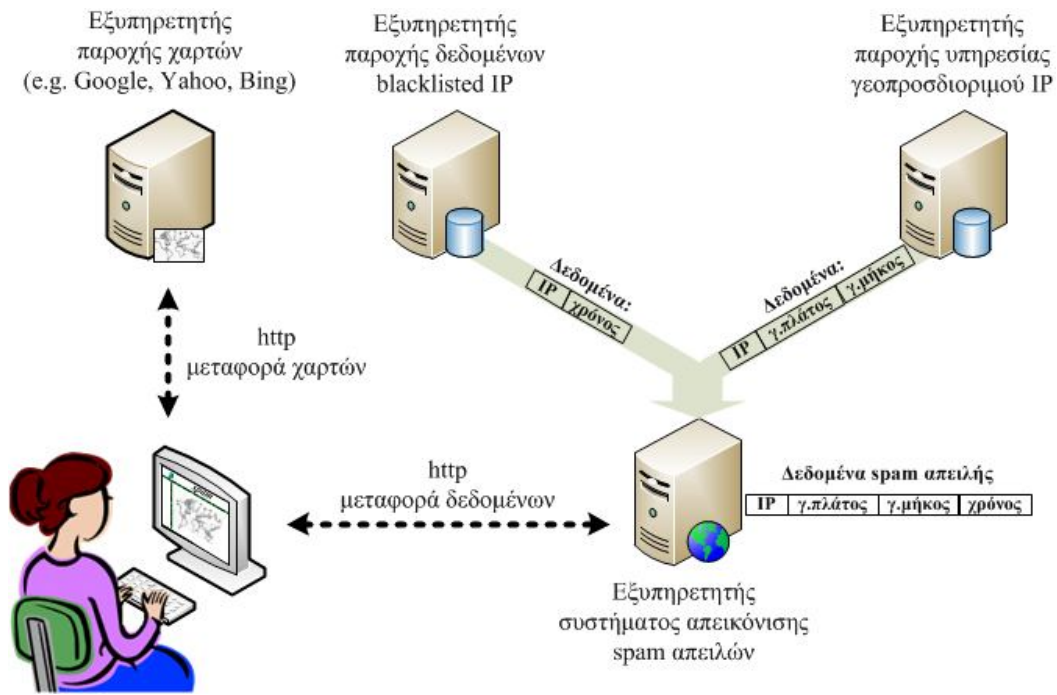 Εξυπηρετητής
παροχής χαρτών
(e.g. Google, Yahoo, Bing)
Εξυπηρετητής
παροχής δεδομένων
blacklisted IP
Εξυπηρετητής
παροχής υπηρεσίας
γεοπροσδιοριμού IP
Δεδομένα:
IP χρόνος
Δεδομένα:
IP γ.πλάτος γ.μήκος
http
μεταφορά χαρτών
http
μεταφορά δεδομένων
Δεδομένα spam απειλής
IP γ.πλάτος γ.μήκος χρόνος
Εξυπηρετητής
συστήματος απεικόνισης
spam απειλών